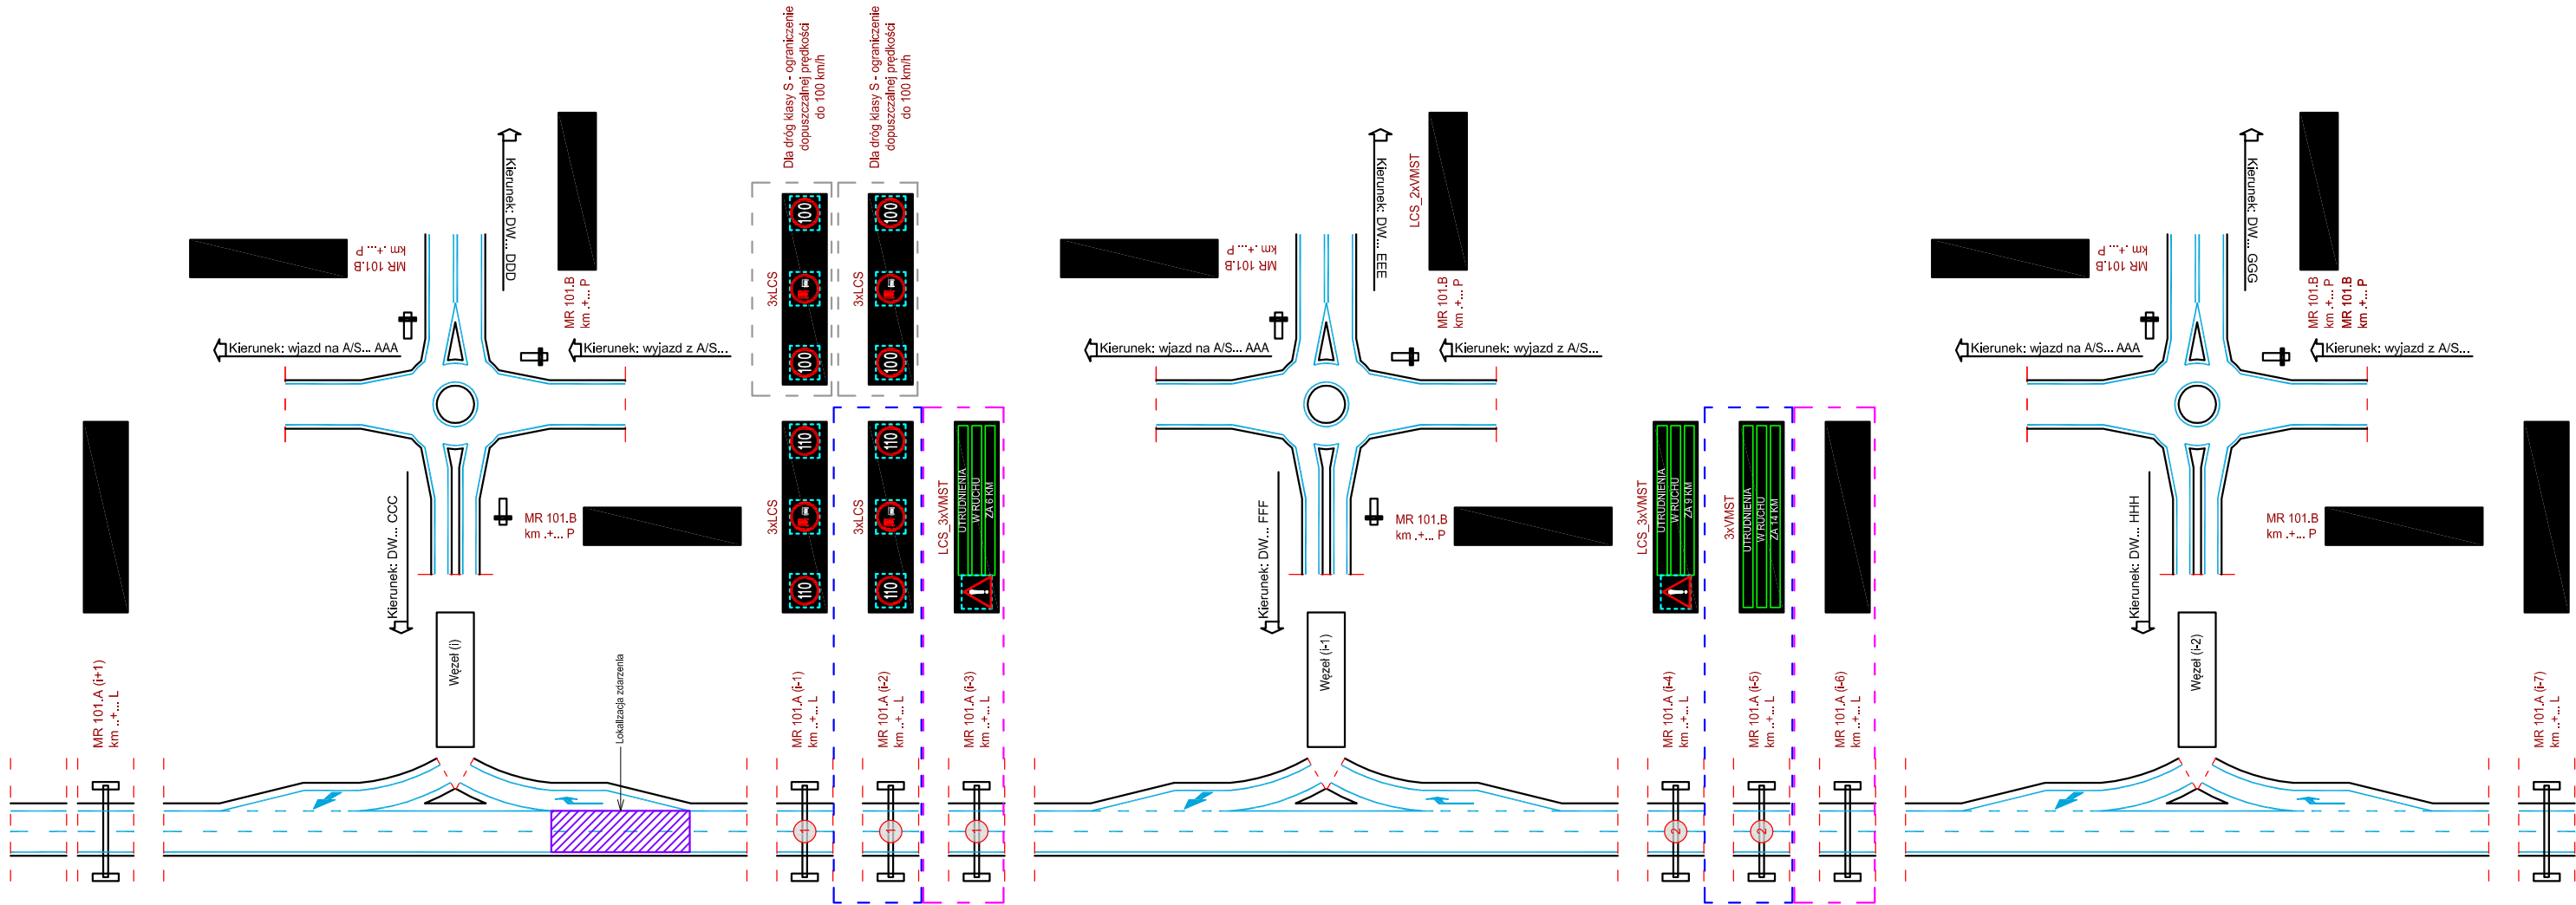 MR 101.A (i+1)
km ..+... L
MR 101.B
km .+... P
Kierunek: wjazd na A/S... AAA
Kierunek: DW... DDD
MR 101.B
km .+... P
Kierunek: wyjazd z A/S...
Kierunek: DW... CCC
MR 101.B
km .+... P
Węzeł (i)
Lokalizacja zdarzenia
Dla dróg klasy S - ograniczenie
dopuszczalnej prędkości
do 100 km/h
3xLCS
100
100
3xLCS
110
110
MR 101.A (i-1)
km ..+... L
1
Dla dróg klasy S - ograniczenie
dopuszczalnej prędkości
do 100 km/h
3xLCS
100
100
3xLCS
110
110
MR 101.A (i-2)
km ..+... L
1
LCS_3xVMST
UTRUDNIENIA
W RUCHU
ZA 6 KM
MR 101.A (i-3)
km ..+... L
1
MR 101.B
km .+... P
Kierunek: wjazd na A/S... AAA
Kierunek: DW... EEE
LCS_2xVMST
MR 101.B
km .+... P
Kierunek: wyjazd z A/S...
Kierunek: DW... FFF
MR 101.B
km .+... P
Węzeł (i-1)
LCS_3xVMST
UTRUDNIENIA
W RUCHU
ZA 9 KM
MR 101.A (i-4)
km ..+... L
2
3xVMST
UTRUDNIENIA
W RUCHU
ZA 14 KM
MR 101.A (i-5)
km ..+... L
2
MR 101.A (i-6)
km ..+... L
MR 101.B
km .+... P
Kierunek: wjazd na A/S... AAA
Kierunek: DW... GGG
MR 101.B
km .+... P
MR 101.B
km .+... P
Kierunek: wyjazd z A/S...
Kierunek: DW... HHH
MR 101.B
km .+... P
Węzeł (i-2)
MR 101.A (i-7)
km ..+... L